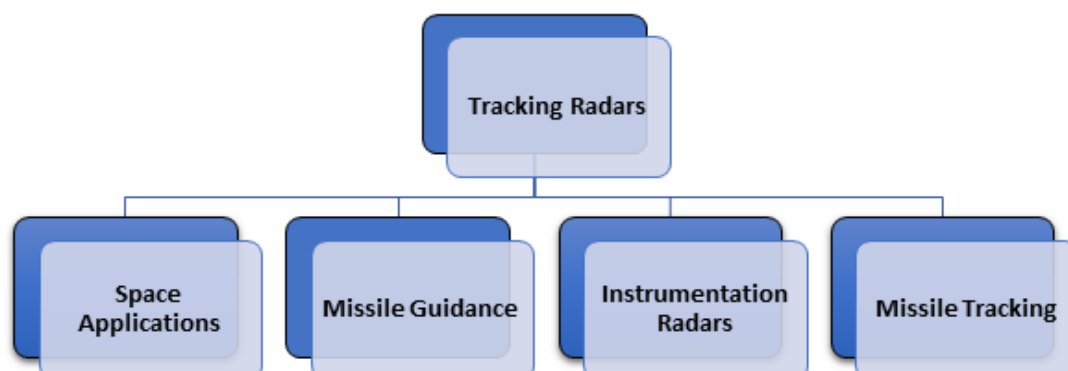 Tracking Radars
Space
Applications
Missile Guidance
Instrumentation
Radars
Missile Tracking